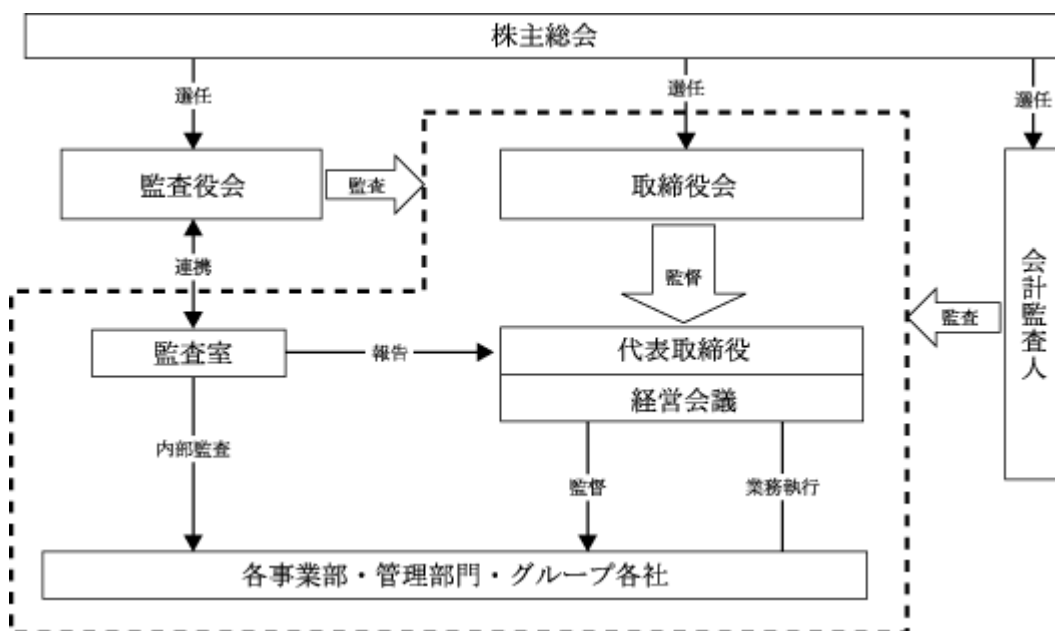 株主総会
選任
選任
選任
監査役会
監査
取締役会
連携
監督
会計監査人
監査
監査室
報告
代表取締役
経営会議
内部監査
監督
業務執行
各事業部・管理部門・グループ各社